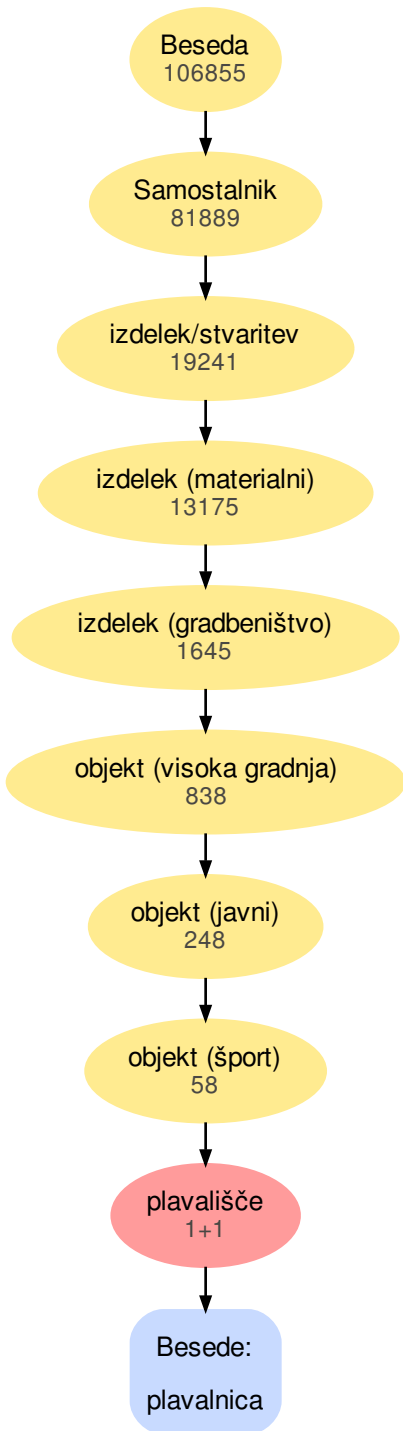 Beseda
106855
Samostalnik
81889
izdelek/stvaritev
19241
izdelek (materialni)
13175
izdelek (gradbeništvo)
1645
objekt (visoka gradnja)
838
objekt (javni)
248
objekt (šport)
58
plavališče
1+1
Besede:
plavalnica